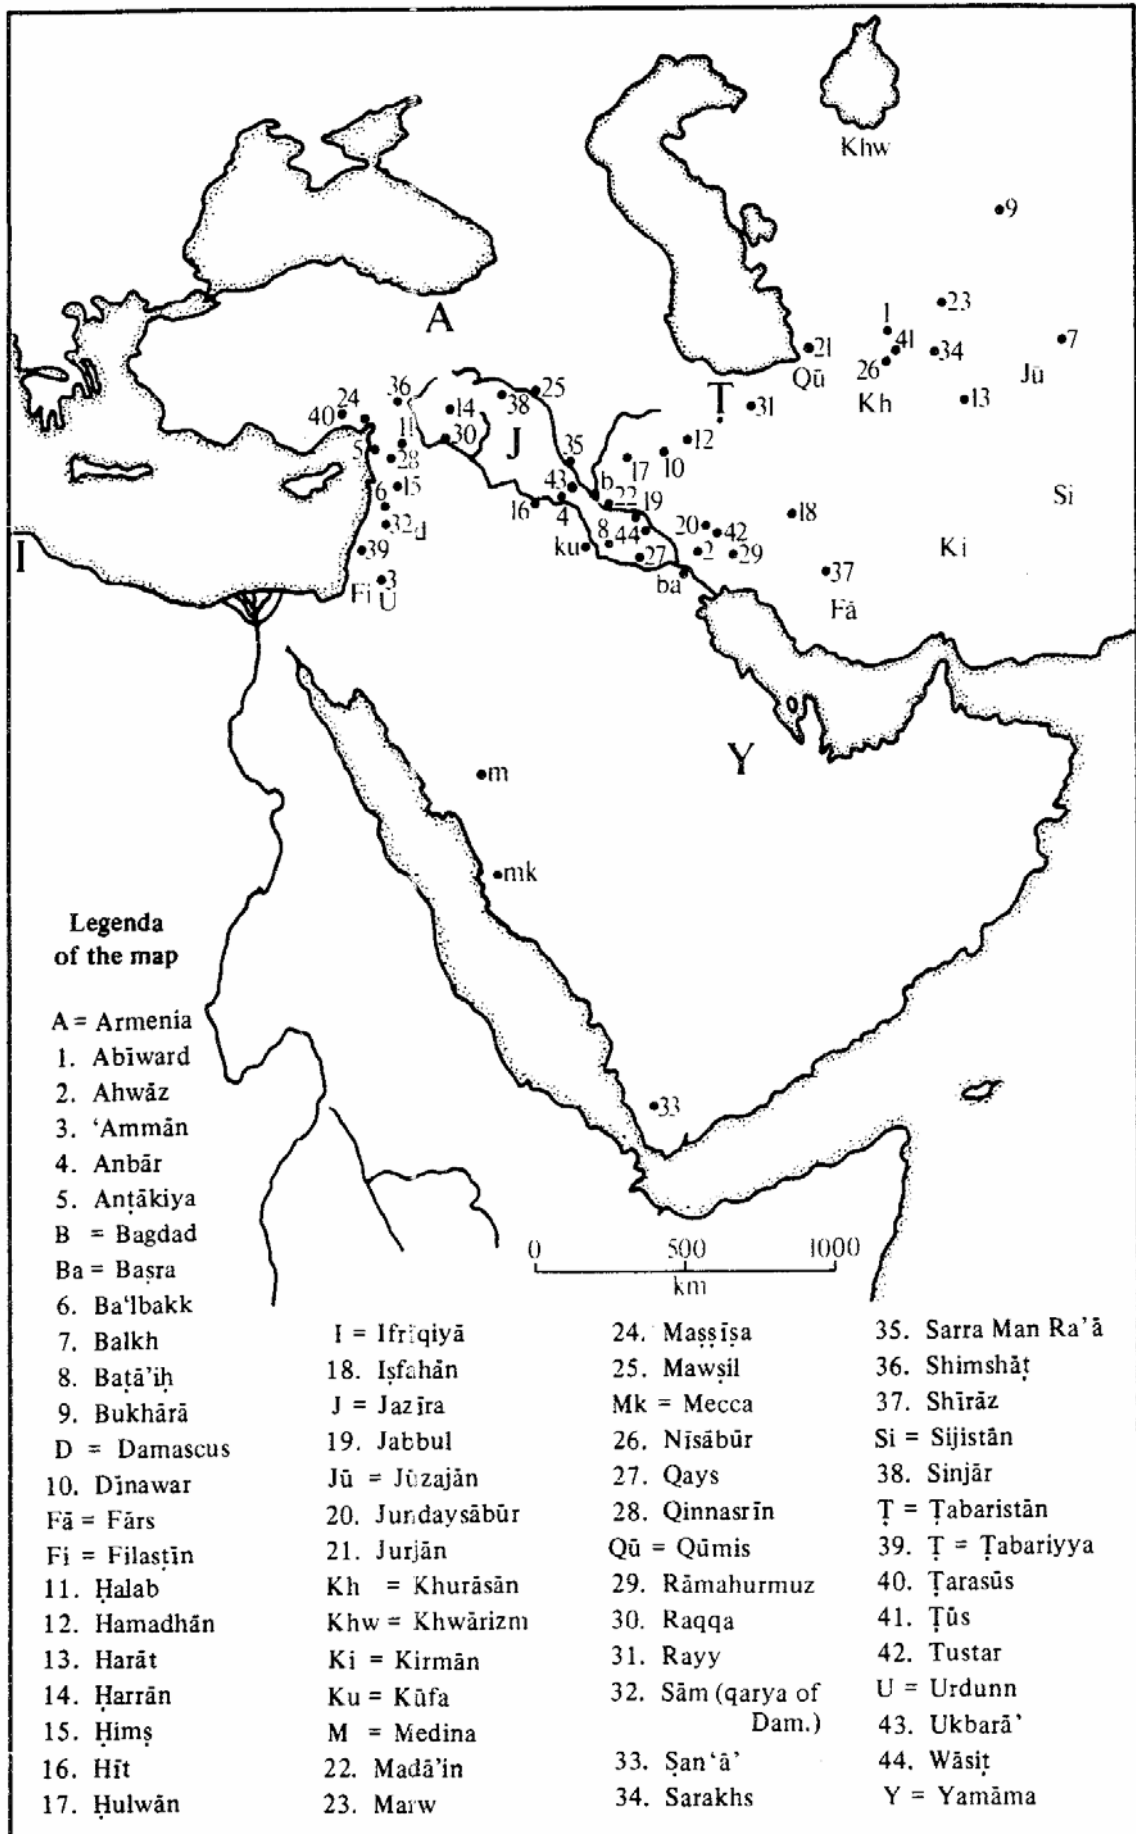 Khw
9
A
23
1
41
34
7
21
26
Qū
Jū
Kh
13
T
31
36
25
38
24
40
14
11
30
J
12
5
28
35
17
10
15
43
b
Si
6
16
4
22
19
18
32
d
44
20
42
I
39
ku
8
27
2
29
Ki
3
Fi
U
ba
37
Fā
m
Y
mk
33
0 500 1000
km
Legenda
of the map
A = Armenia
1. Abīward
2. Ahwāz
3. ‘Ammān
4. Anbār
5. Anṭākiya
B = Bagdad
Ba = Baṣra
6. Ba‘lbakk
7. Balkh
8. Baṭā’iḥ
9. Bukhārā
D = Damascus
10. Dīnawar
Fā = Fārs
Fi = Filasṭīn
11. Ḥalab
12. Hamadhān
13. Harāt
14. Ḥarrān
15. Ḥimṣ
16. Hīt
17. Ḥulwān
I = Ifrīqiyā
18. Iṣfahān
J = Jazīra
19. Jabbul
Jū = Jūzajān
20. Jundaysābūr
21. Jurjān
Kh = Khurāsān
Khw = Khwārizm
Ki = Kirmān
Ku = Kūfa
M = Medina
22. Madā’in
23. Marw
24. Maṣṣīṣa
25. Mawṣil
Mk = Mecca
26. Nīsābūr
27. Qays
28. Qinnasrīn
Qū = Qūmis
29. Rāmahurmuz
30. Raqqa
31. Rayy
32. Sām (qarya of
Dam.)
33. Ṣan‘ā’
34. Sarakhs
35. Sarra Man Ra’ā
36. Shimshāṭ
37. Shīrāz
Si = Sijistān
38. Sinjār
Ṭ = Ṭabaristān
39. Ṭ = Ṭabariyya
40. Ṭarasūs
41. Ṭūs
42. Tustar
U = Urdunn
43. Ukbarā’
44. Wāsiṭ
Y = Yamāma